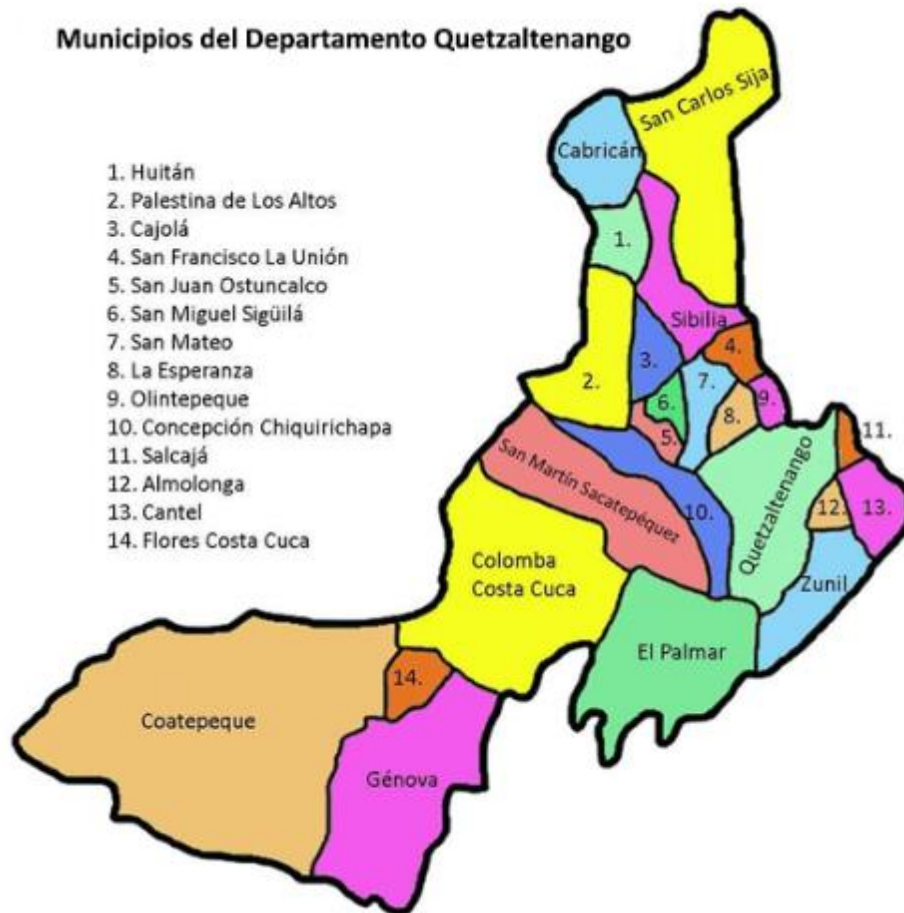 Municipios del Departamento Quetzaltenango
San Carlos Sija
Cabricán
1. Huitán
2. Palestina de Los Altos
3. Cajolá
4. San Francisco La Unión
5. San Juan Ostuncalco
6. San Miguel Sigüilá
7. San Mateo
8. La Esperanza
9. Olintepeque
10. Concepción Chiquirichapa
11. Salcajá
12. Almolonga
13. Cantel
14. Flores Costa Cuca
1.
Sibilia
4.
3.
7.
2.
9.
6.
8.
5.
11.
San Martín Sacatepéquez
Quetzaltenango
10.
12.
13.
Colomba
Costa Cuca
Zunil
El Palmar
14.
Coatepeque
Génova